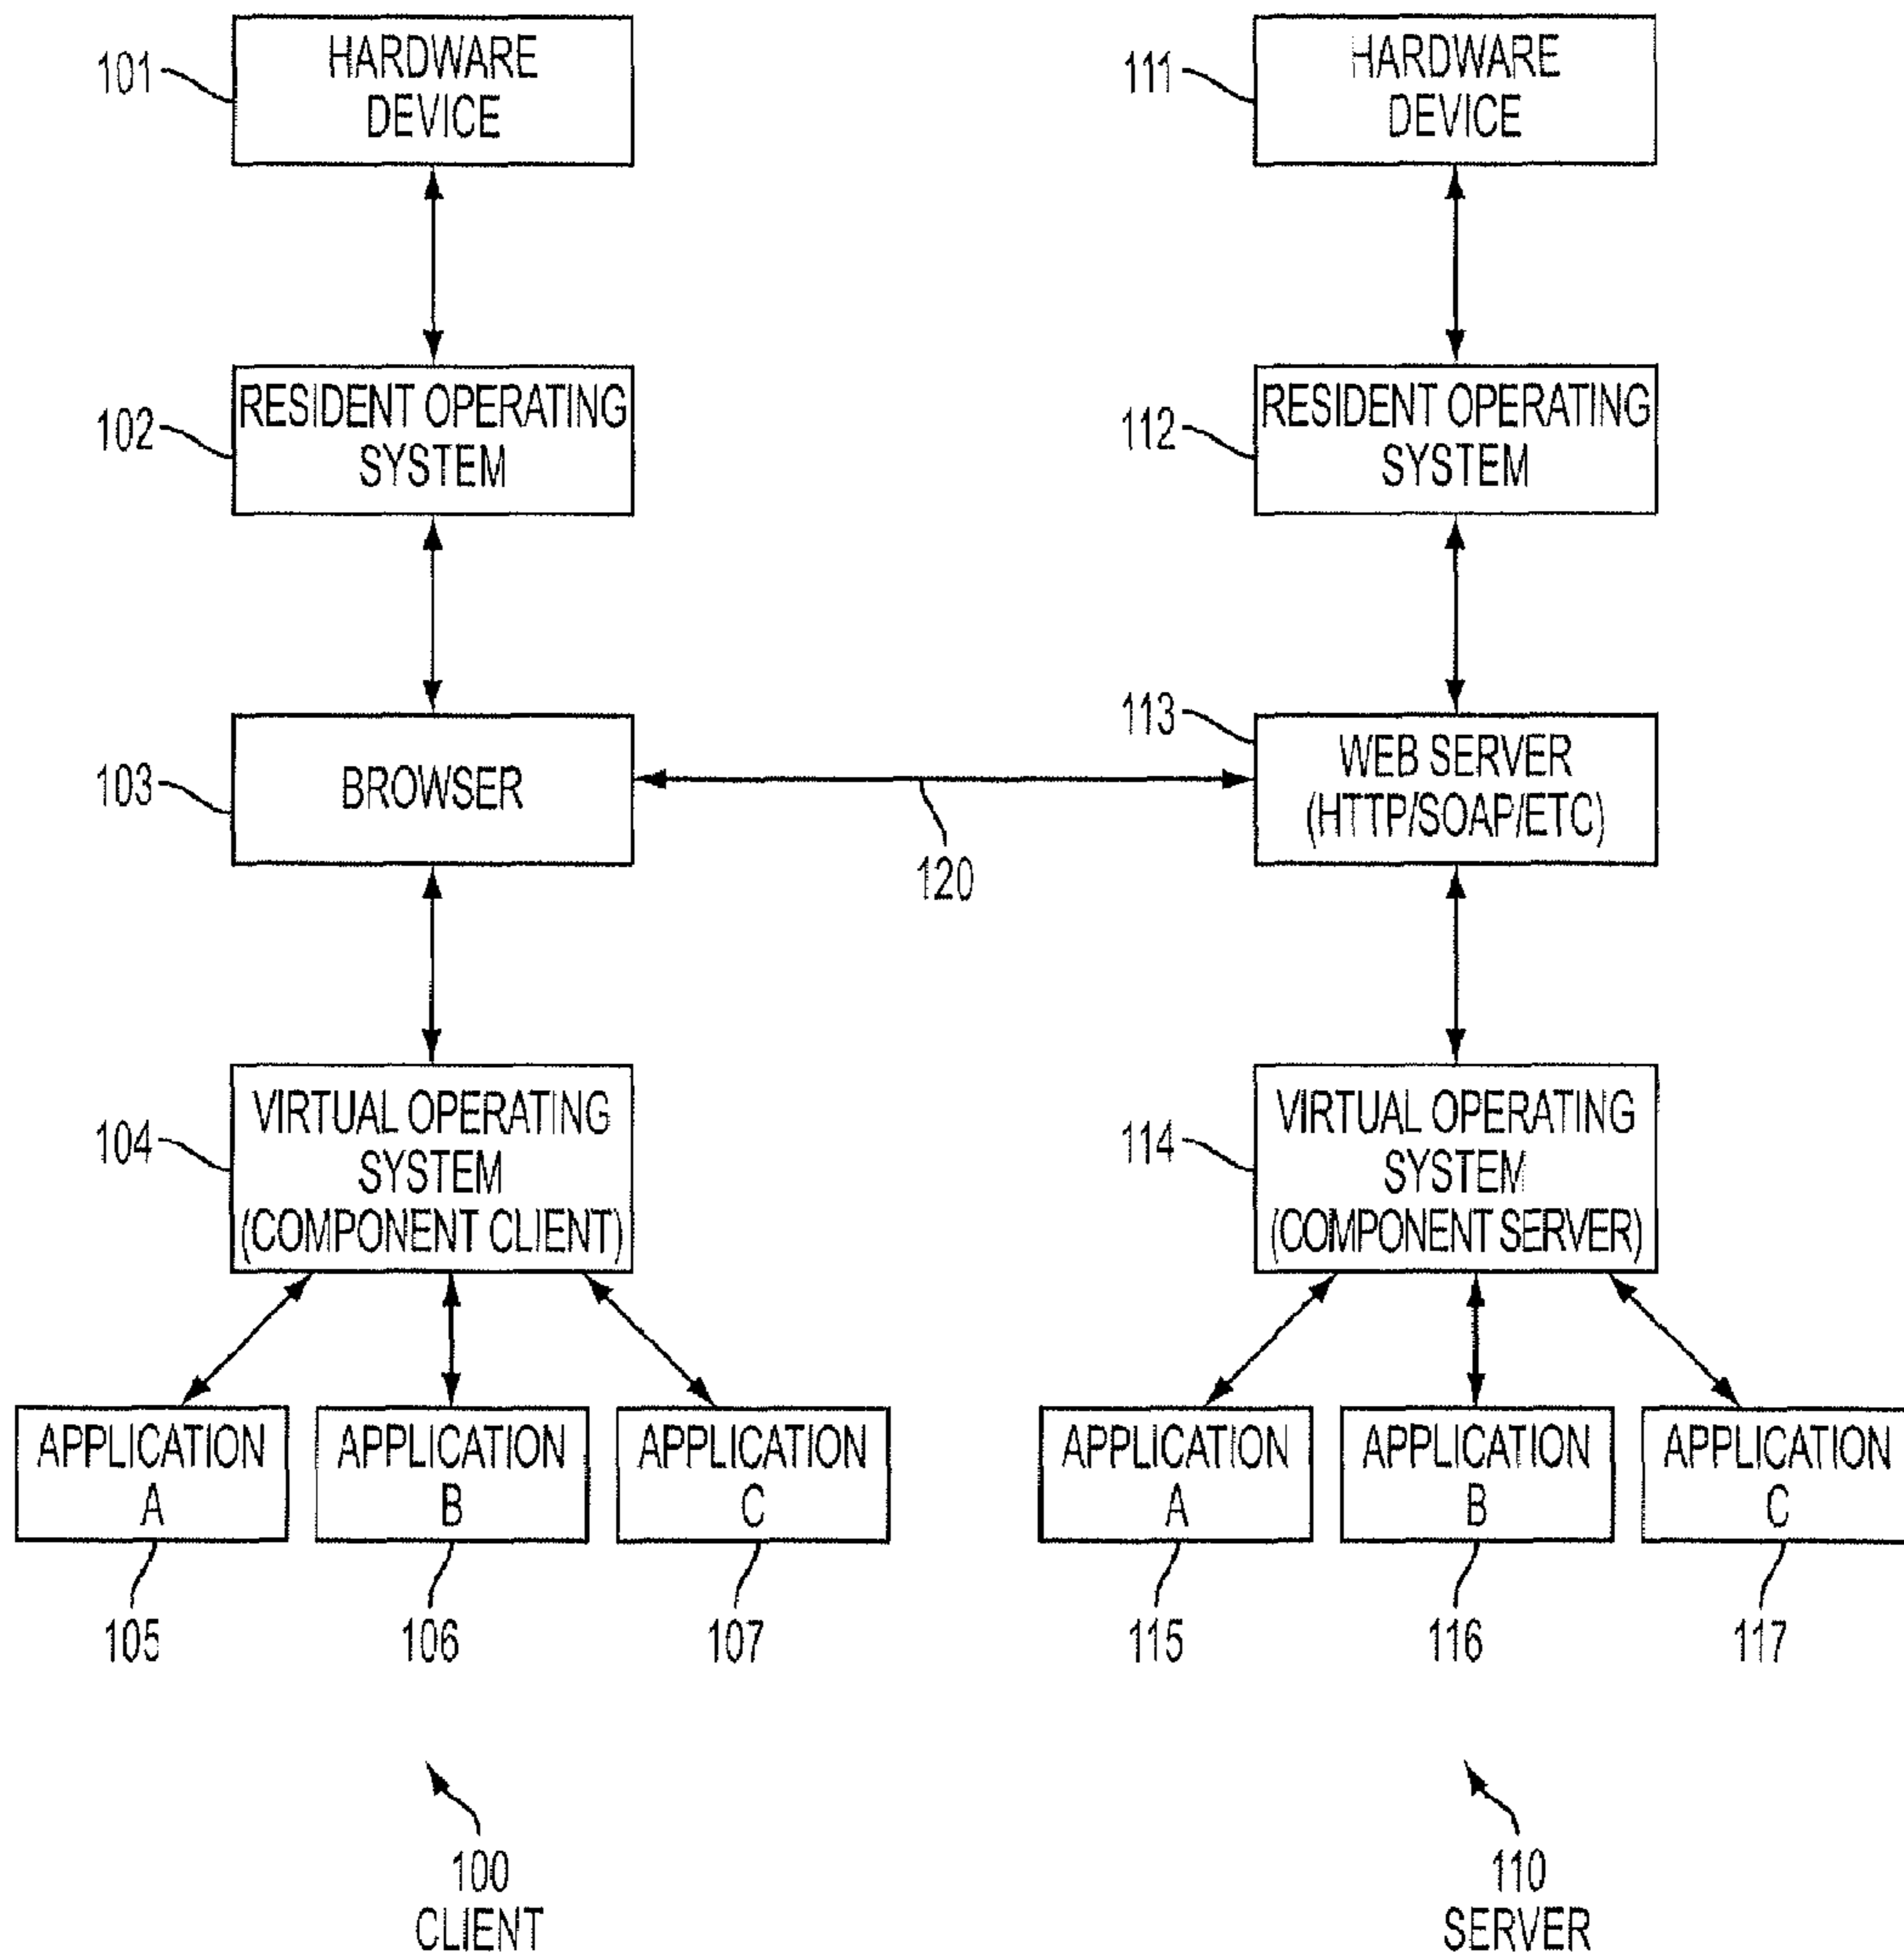 HARDWARE
DEVICE
101
HARDWARE
DEVICE
111
RESIDENT OPERATING
SYSTEM
102
RESIDENT OPERATING
SYSTEM
112
BROWSER
103
120
113
WEB SERVER
(HTTP/SOAP/ETC)
VIRTUAL OPERATING
SYSTEM
(COMPONENT CLIENT)
104
VIRTUAL OPERATING
SYSTEM
(COMPONENT SERVER)
114
APPLICATION
A
APPLICATION
B
APPLICATION
C
APPLICATION
A
APPLICATION
B
APPLICATION
C
105
106
107
115
116
117
100
CLIENT
110
SERVER